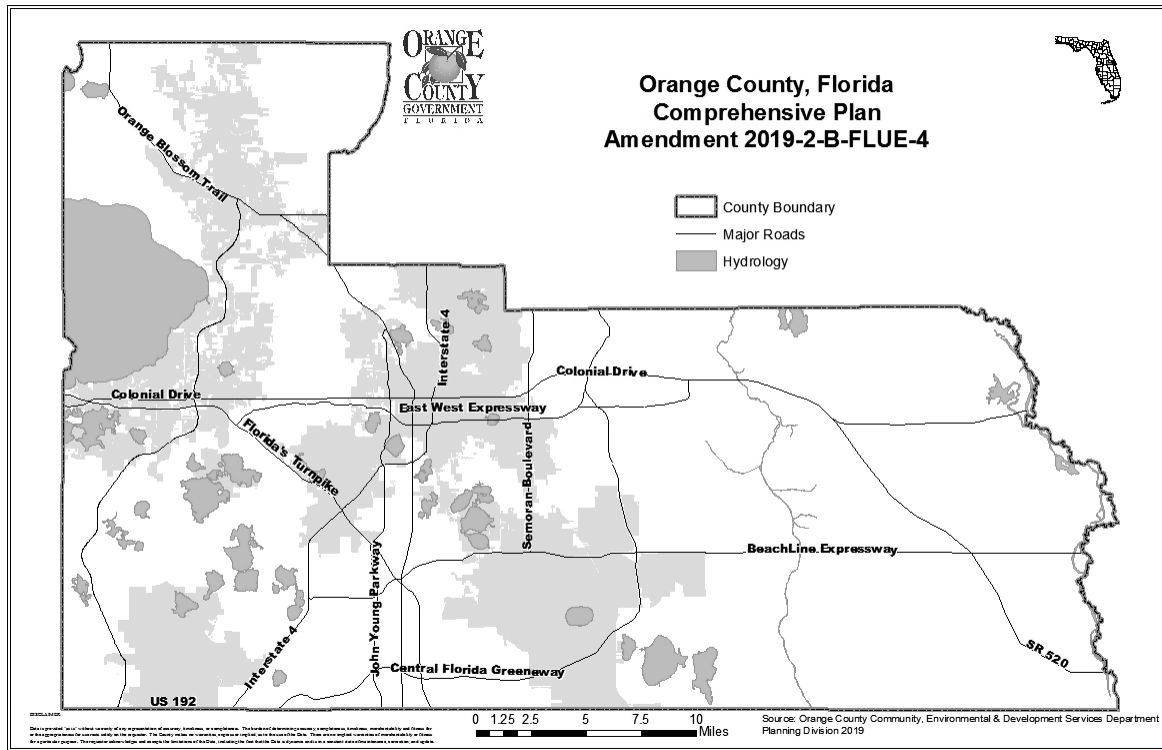 ORANGE
COUNTY
GOVERNMENT
FLORIDA
Orange County, Florida
Comprehensive Plan
Amendment 2019-2-B-FLUE-4
County Boundary
Major Roads
Hydrology
Orange Blossom Trail
Interstate 4
Colonial Drive
Colonial Drive
East West Expressway
Florida's Turnpike
Semoran Boulevard
BeachLine Expressway
John Young Parkway
Interstate 4
Central Florida Greeneway
SR 520
US 192
DISCLAIMER:
0 1.25 2.5 5 7.5 10
Miles
Source: Orange County Community, Environmental & Development Services Department
Planning Division 2019